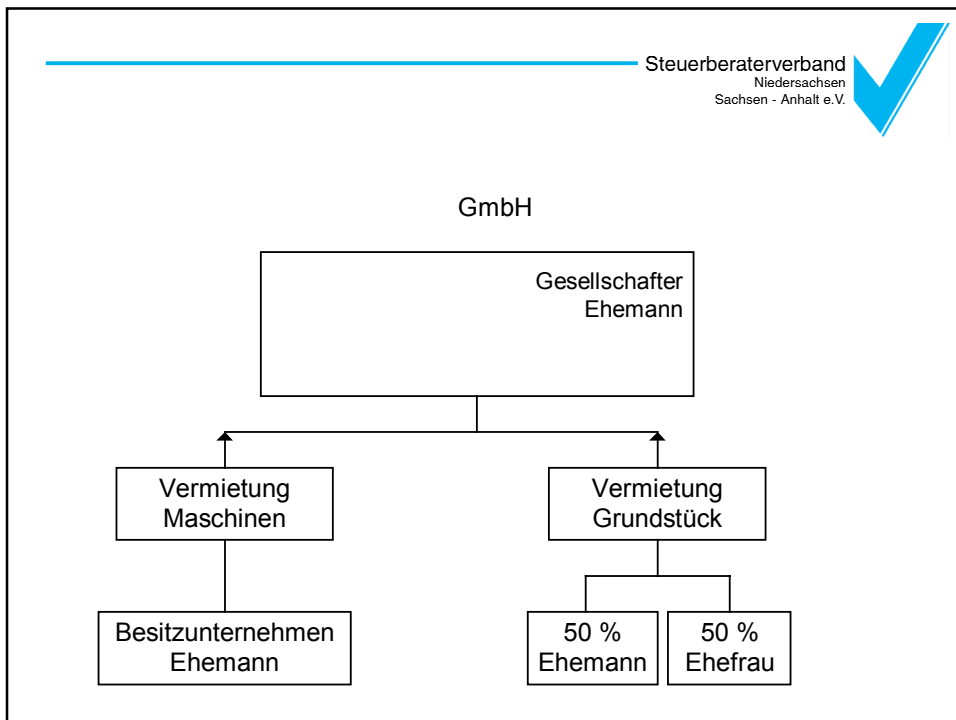 Steuerberaterverband
Niedersachsen
Sachsen - Anhalt e.V.
GmbH
Gesellschafter
Ehemann
Vermietung
Maschinen
Vermietung
Grundstück
Besitzunternehmen
Ehemann
50 %
Ehemann
50 %
Ehefrau